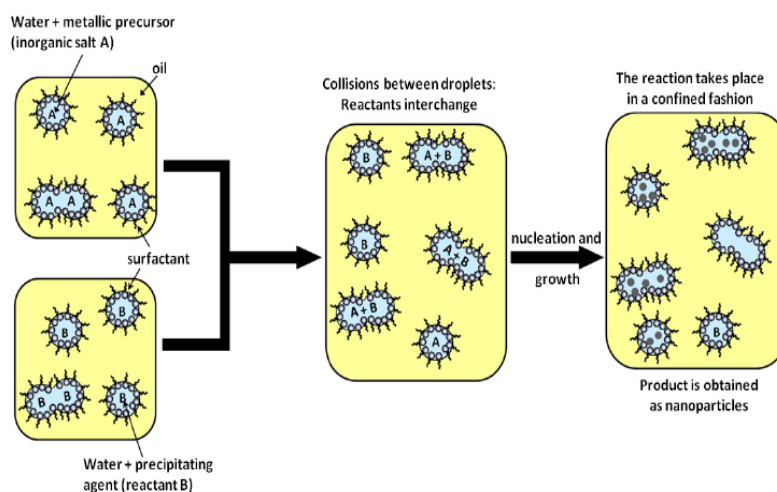 Water + metallic precursor
(inorganic salt A)
oil
A
A
A A
A
surfactant
B
B
B B
B
Water + precipitating
agent (reactant B)
Collisions between droplets:
Reactants interchange
B
A + B
B
A + B
A + B
A
nucleation and
growth
The reaction takes place
in a confined fashion
B
Product is obtained
as nanoparticles